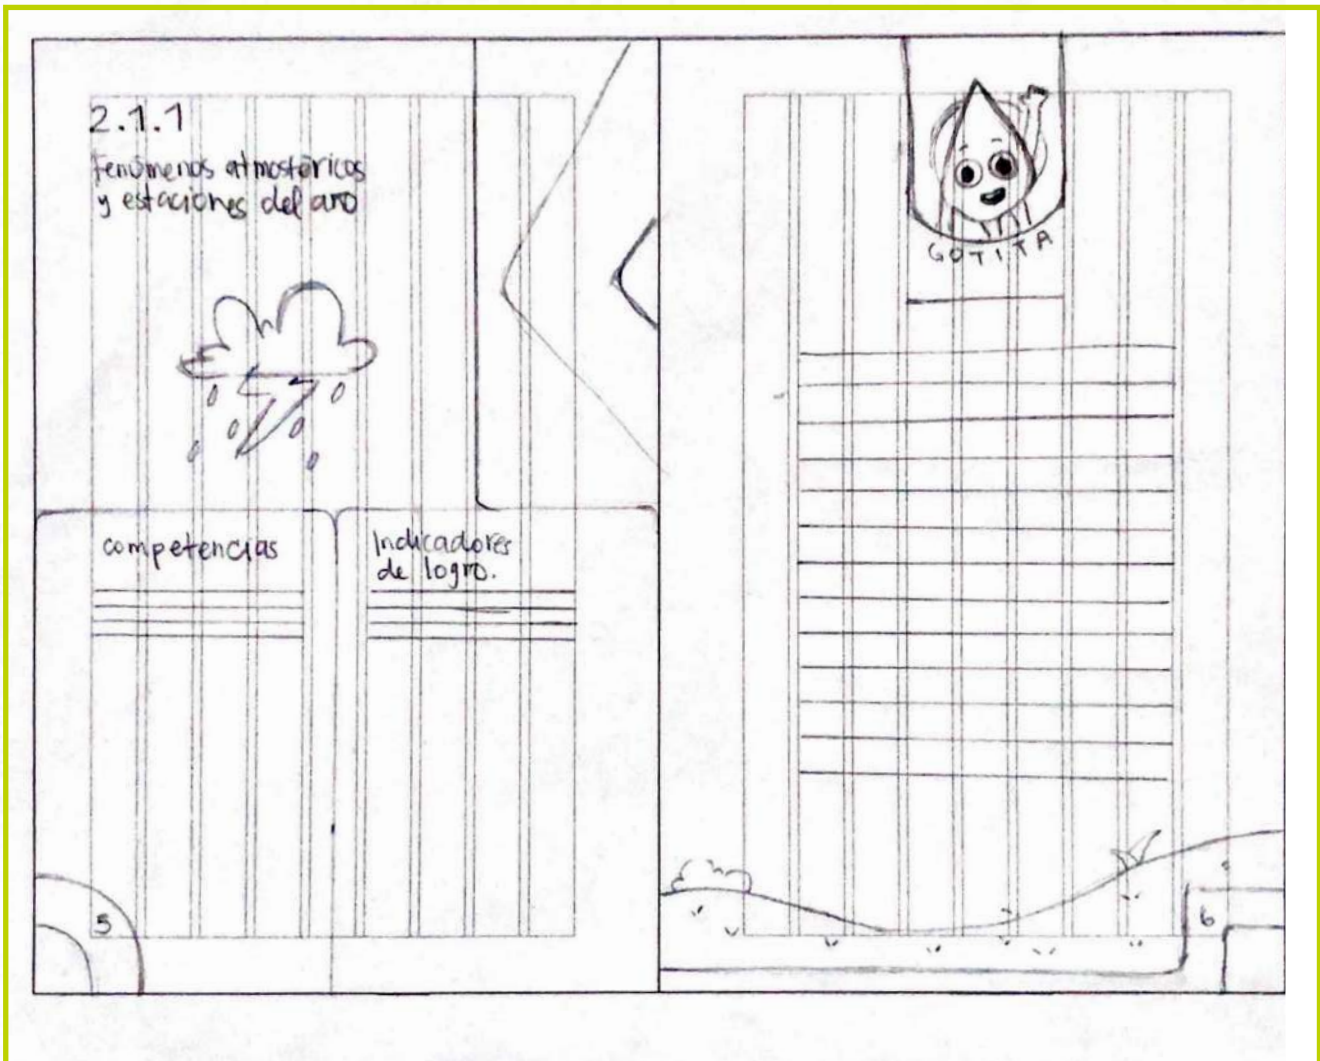 2.1.1
Fenómenos atmosféricos
y estaciones del año
competencias
Indicadores
de logro.
5
GOTITA
6